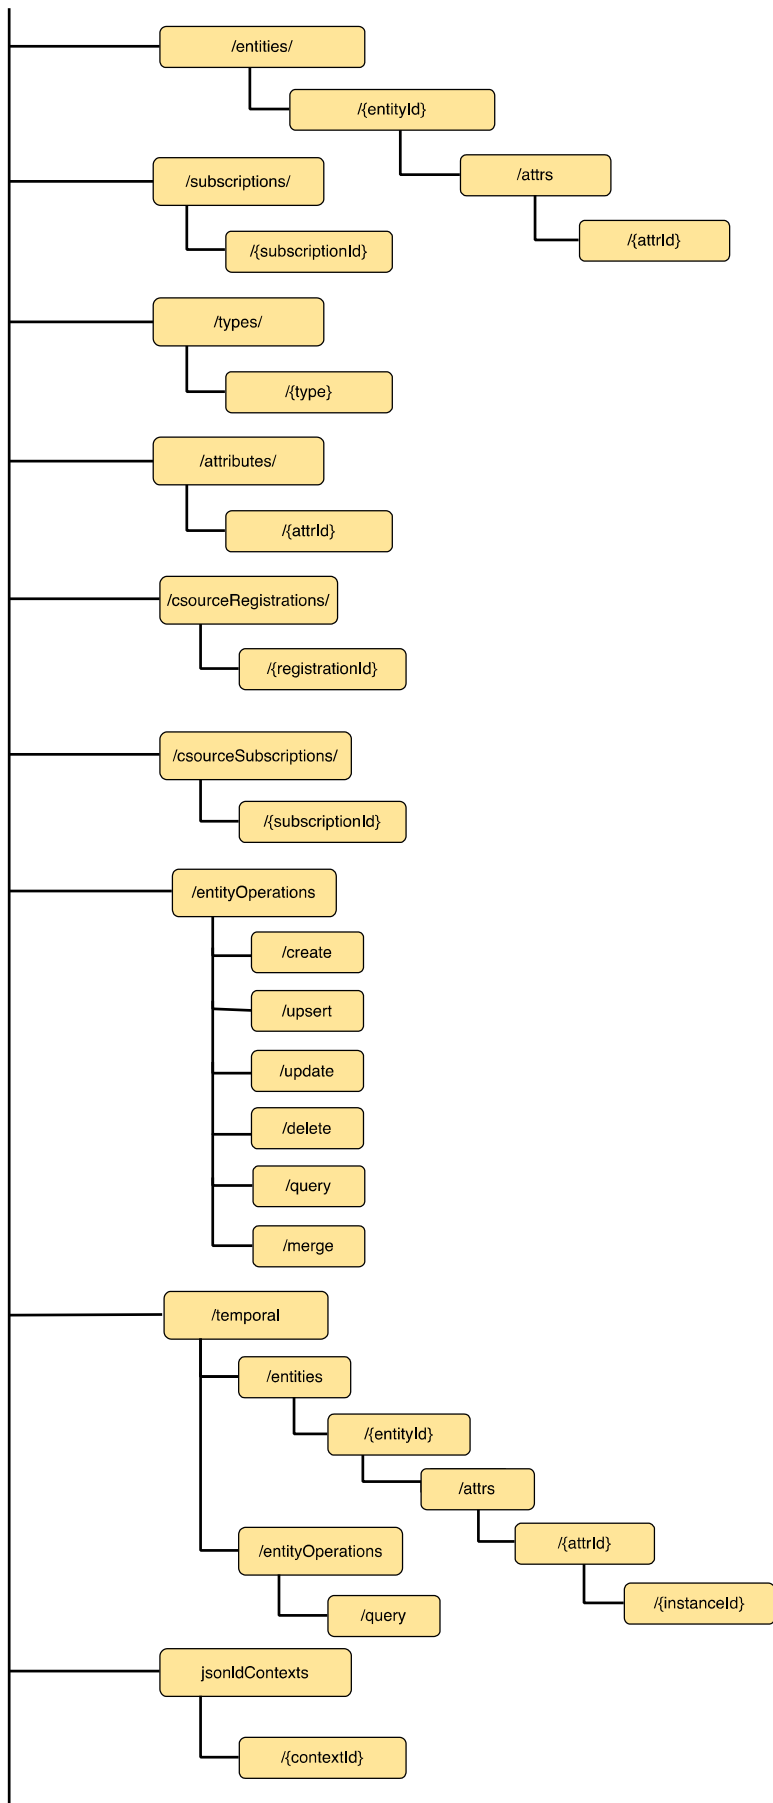 /entities/
/{entityId}
/attrs
/{attrId}
/subscriptions/
/{subscriptionId}
/types/
/{type}
/attributes/
/{attrId}
/csourceRegistrations/
/{registrationId}
/csourceSubscriptions/
/{subscriptionId}
/entityOperations
/create
/upsert
/update
/delete
/query
/merge
/temporal
/entities
/{entityId}
/attrs
/{attrId}
/{instanceId}
/entityOperations
/query
jsonldContexts
/{contextId}